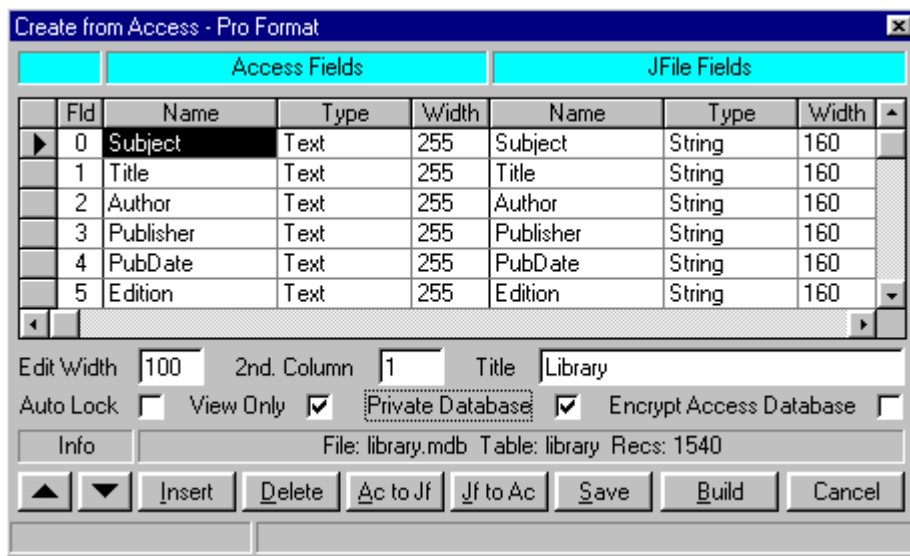 Create from Access - Pro Format
Access Fields JFile Fields
Fld Name Type Width Name Type Width
0 Subject Text 255 Subject String 160
1 Title Text 255 Title String 160
2 Author Text 255 Author String 160
3 Publisher Text 255 Publisher String 160
4 PubDate Text 255 PubDate String 160
5 Edition Text 255 Edition String 160
Edit Width 100 2nd. Column 1 Title Library
Auto Lock View Only Private Database Encrypt Access Database
Info File: library.mdb Table: library Recs: 1540
Insert Delete Ac to Jf Jf to Ac Save Build Cancel